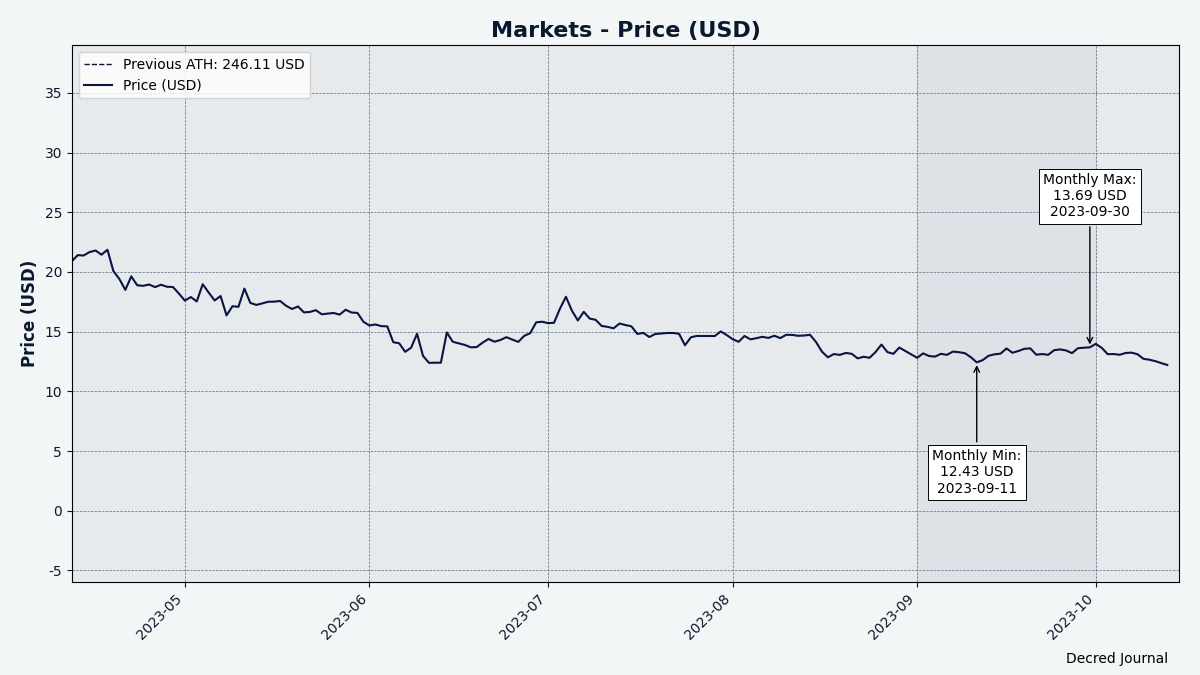 Markets - Price (USD)
Previous ATH: 246.11 USD
Price (USD)
Price (USD)
35
30
25
20
15
10
5
0
-5
Monthly Max:
13.69 USD
2023-09-30
Monthly Min:
12.43 USD
2023-09-11
2023-05
2023-06
2023-07
2023-08
2023-09
2023-10
Decred Journal